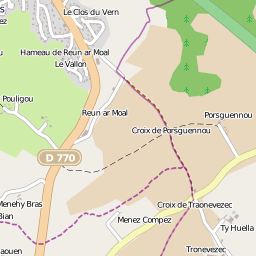 Le Clos du Vern
Hameau de Reun ar Moal
Le Vallon
Pouligou
Reun ar Moal
Porsguennou
Croix de Porsguennou
D 770
Menehy Bras
Bian
Croix de Traonevezec
Menez Compez
Ty Huella
Tronevezec